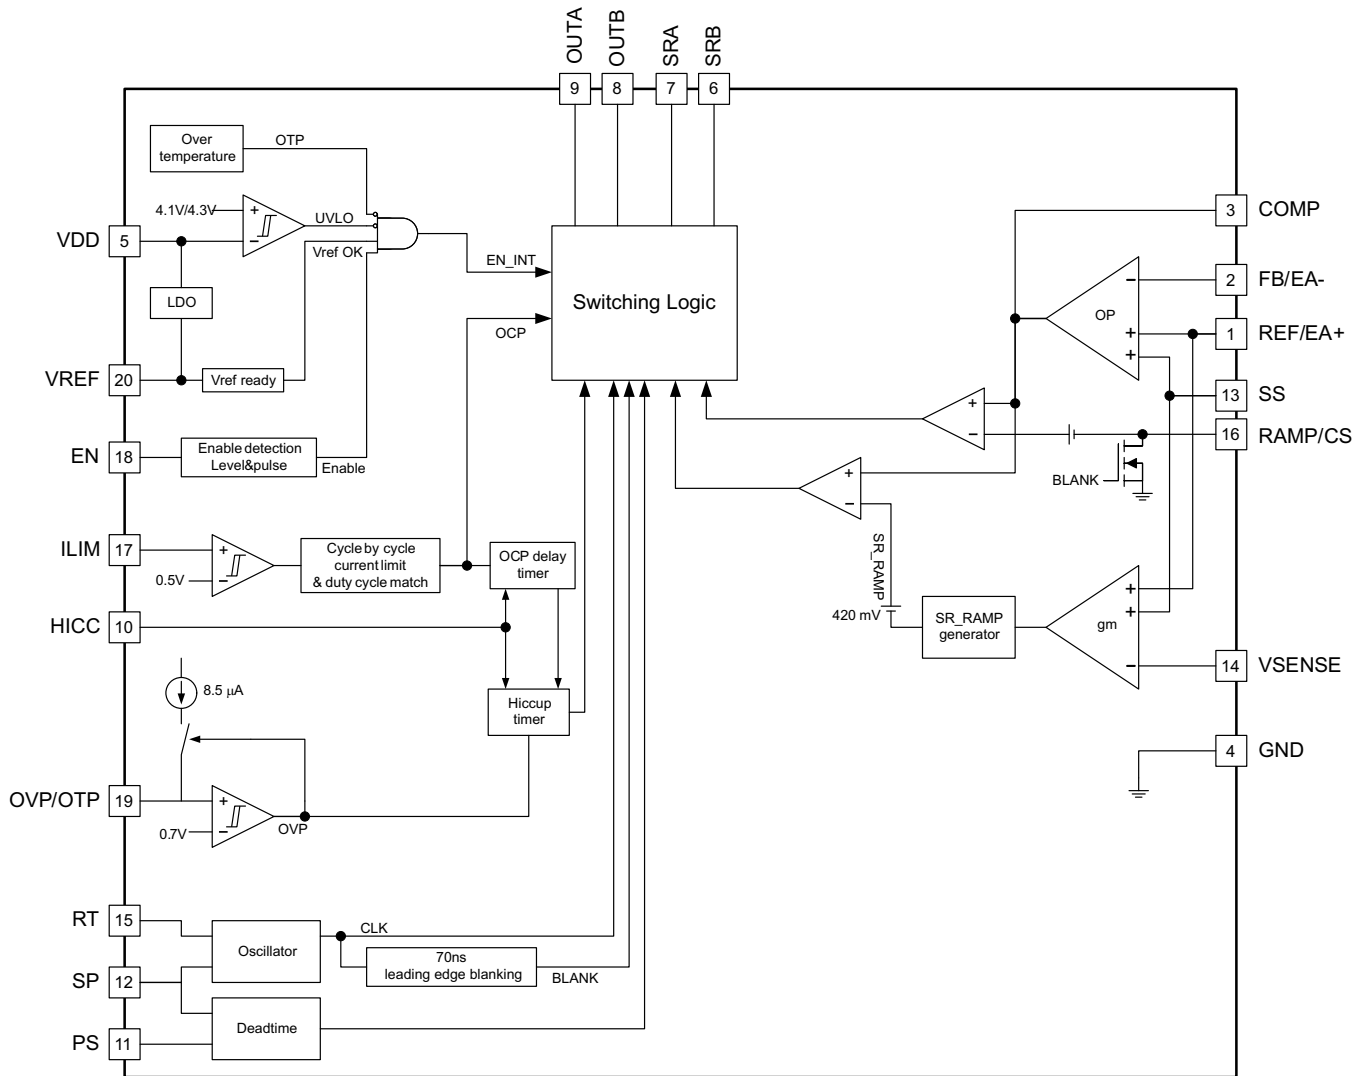 OUTA
OUTB
SRA
SRB
9
8
7
6
Over
temperature
OTP
4.1V/4.3V
+
−
UVLO
Vref OK
VDD
5
LDO
VREF
20
Vref ready
EN
18
Enable detection
Level&pulse
Enable
EN_INT
OCP
Switching Logic
3
COMP
2
FB/EA-
1
REF/EA+
13
SS
16
RAMP/CS
−
OP
+
+
+
−
BLANK
+
−
SR_RAMP
420 mV
SR_RAMP
generator
+
+
gm
−
14
VSENSE
4
GND
ILIM
17
+
0.5V
−
Cycle by cycle
current limit
& duty cycle match
OCP delay
timer
HICC
10
8.5 μA
Hiccup
timer
OVP/OTP
19
+
0.7V
−
OVP
RT
15
Oscillator
CLK
70ns
leading edge blanking
BLANK
SP
12
Deadtime
PS
11